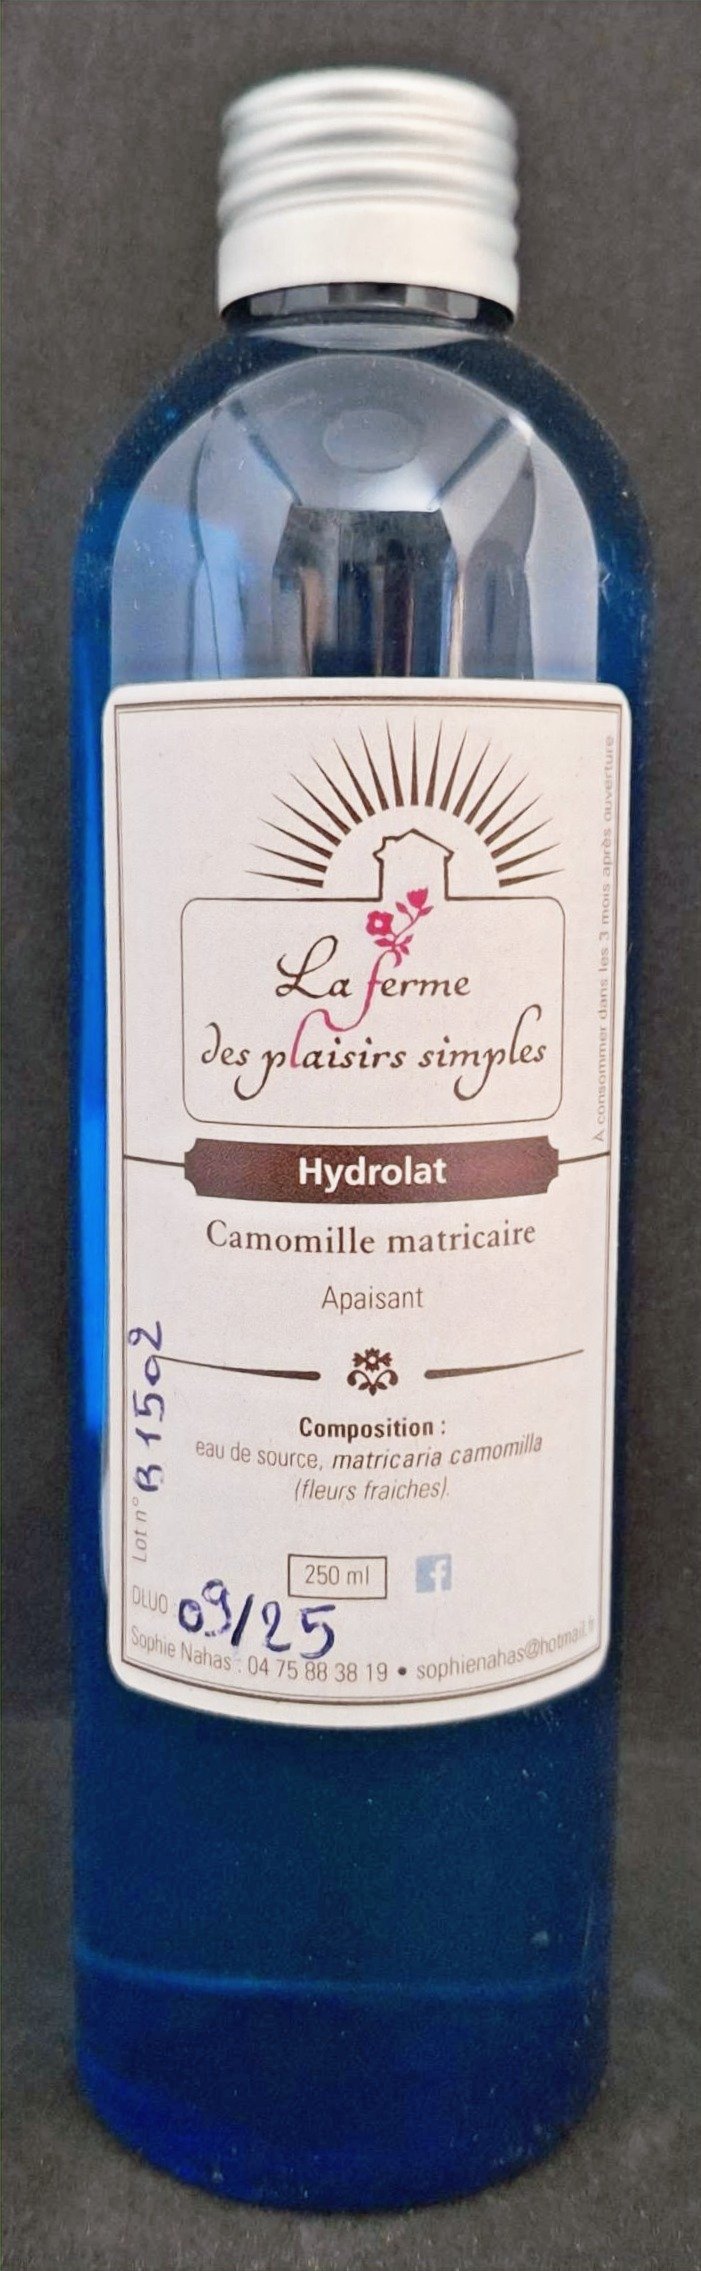 La ferme
des plaisirs simples
À consommer dans les 3 mois après ouverture
Hydrolat
Camomille matricaire
Apaisant
Composition :
eau de source, matricaria camomilla
(fleurs fraiches).
250 ml
f
Lot n° B1502
DLUO 09/25
Sophie Nahas : 04 75 88 38 19 • sophienahas@hotmail.fr